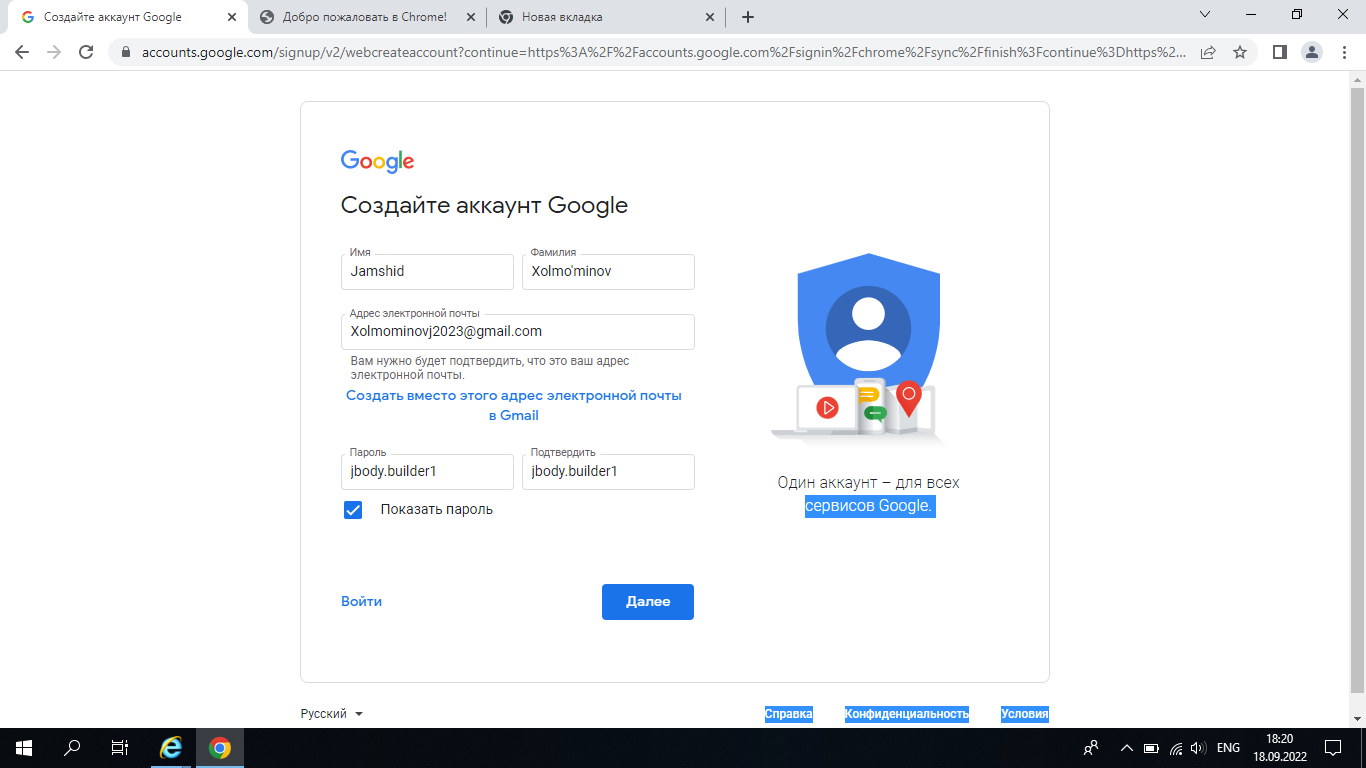 Создайте аккаунт Google
Добро пожаловать в Chrome!
Новая вкладка
accounts.google.com/signup/v2/webcreateaccount?continue=https%3A%2F%2Faccounts.google.com%2Fsignin%2Fchrome%2Fsync%2Ffinish%3Fcontinue%3Dhttps%2...
Google
Создайте аккаунт Google
Имя
Jamshid
Фамилия
Xolmo'minov
Адрес электронной почты
Xolmominovj2023@gmail.com
Вам нужно будет подтвердить, что это ваш адрес
электронной почты.
Создать вместо этого адрес электронной почты
в Gmail
Пароль
jbody.builder1
Подтвердить
jbody.builder1
Показать пароль
Войти
Далее
Один аккаунт – для всех
сервисов Google.
Русский
Справка
Конфиденциальность
Условия
ENG
18:20
18.09.2022